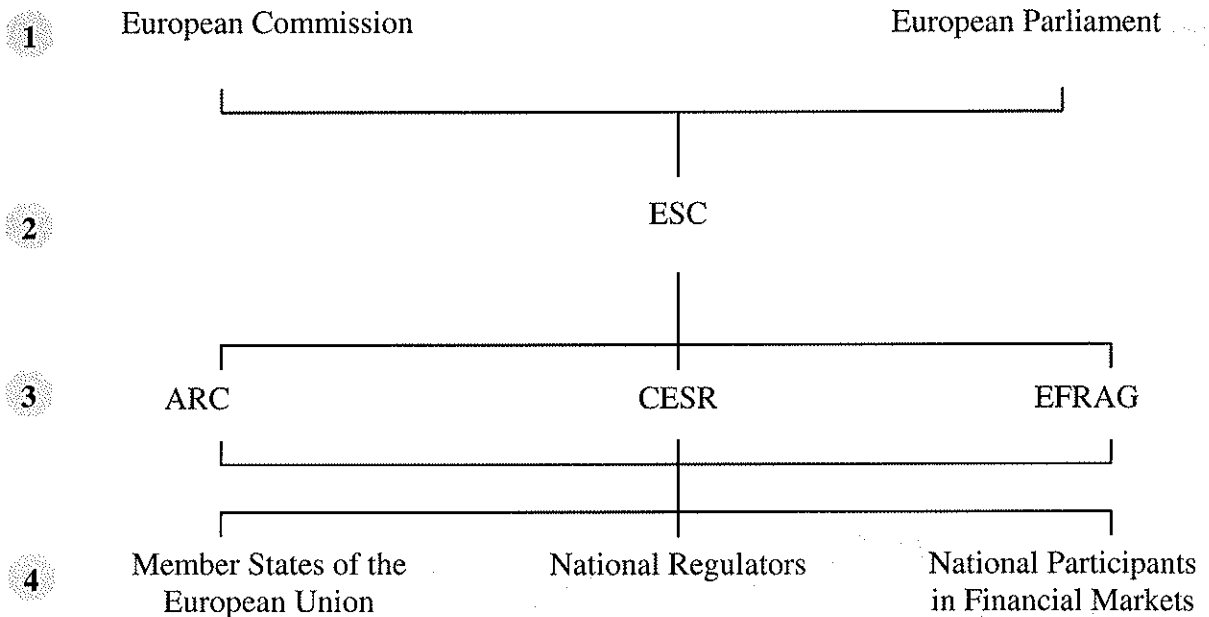 1 European Commission European Parliament
2 ESC
3 ARC CESR EFRAG
4 Member States of the European Union National Regulators National Participants in Financial Markets